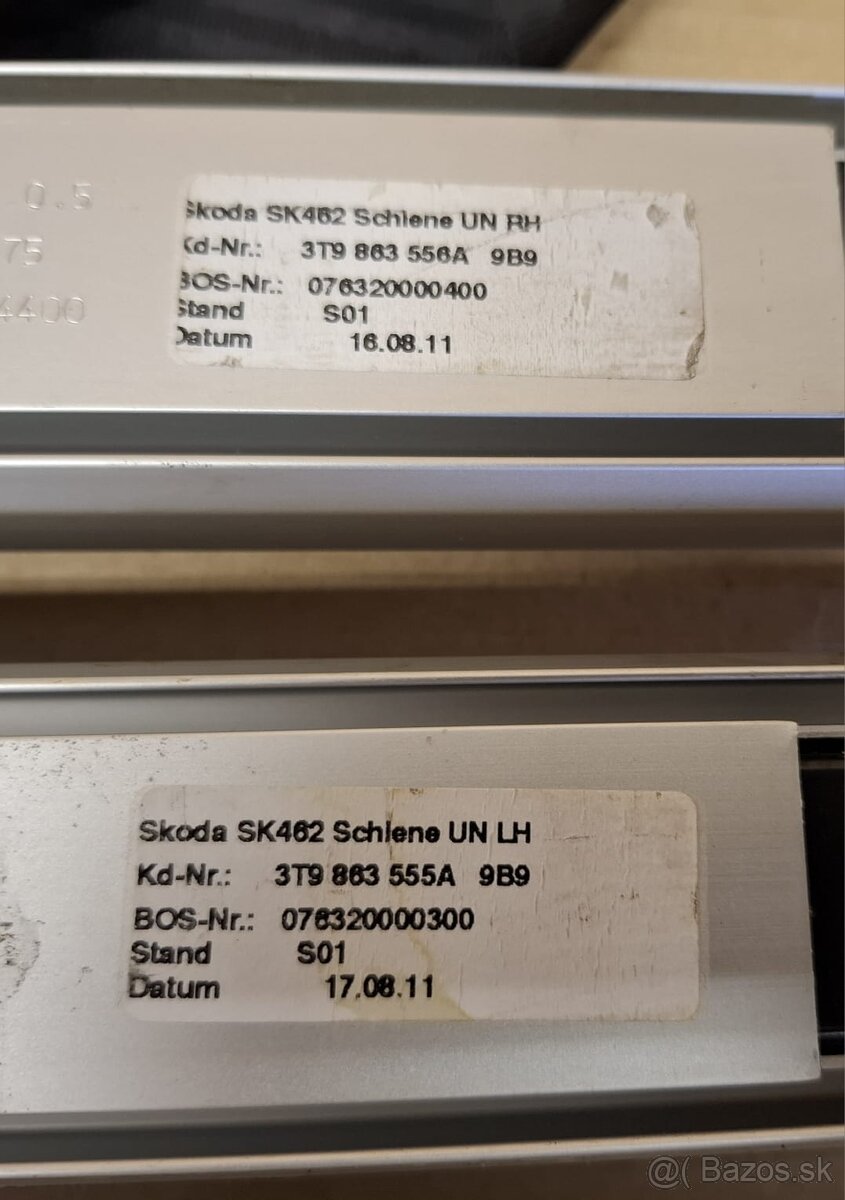 0.5
75
4400
Skoda SK462 Schiene UN RH
Kd-Nr.: 3T9 863 556A 9B9
BOS-Nr.: 076320000400
Stand S01
Datum 16.08.11
Skoda SK462 Schiene UN LH
Kd-Nr.: 3T9 863 555A 9B9
BOS-Nr.: 076320000300
Stand S01
Datum 17.08.11
@( Bazos.sk